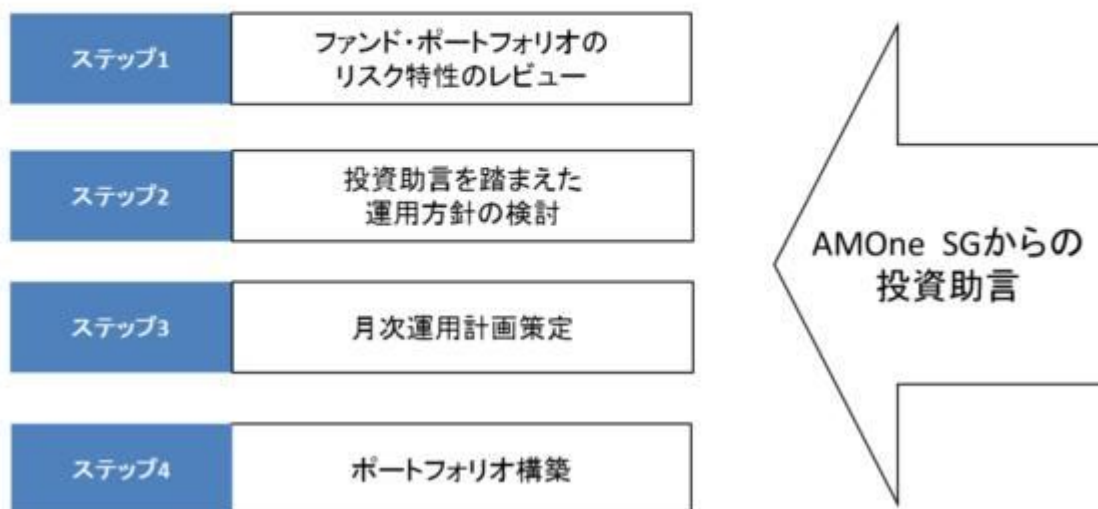 ステップ1
ファンド・ポートフォリオの
リスク特性のレビュー
ステップ2
投資助言を踏まえた
運用方針の検討
ステップ3
月次運用計画策定
ステップ4
ポートフォリオ構築
AMOne SGからの
投資助言